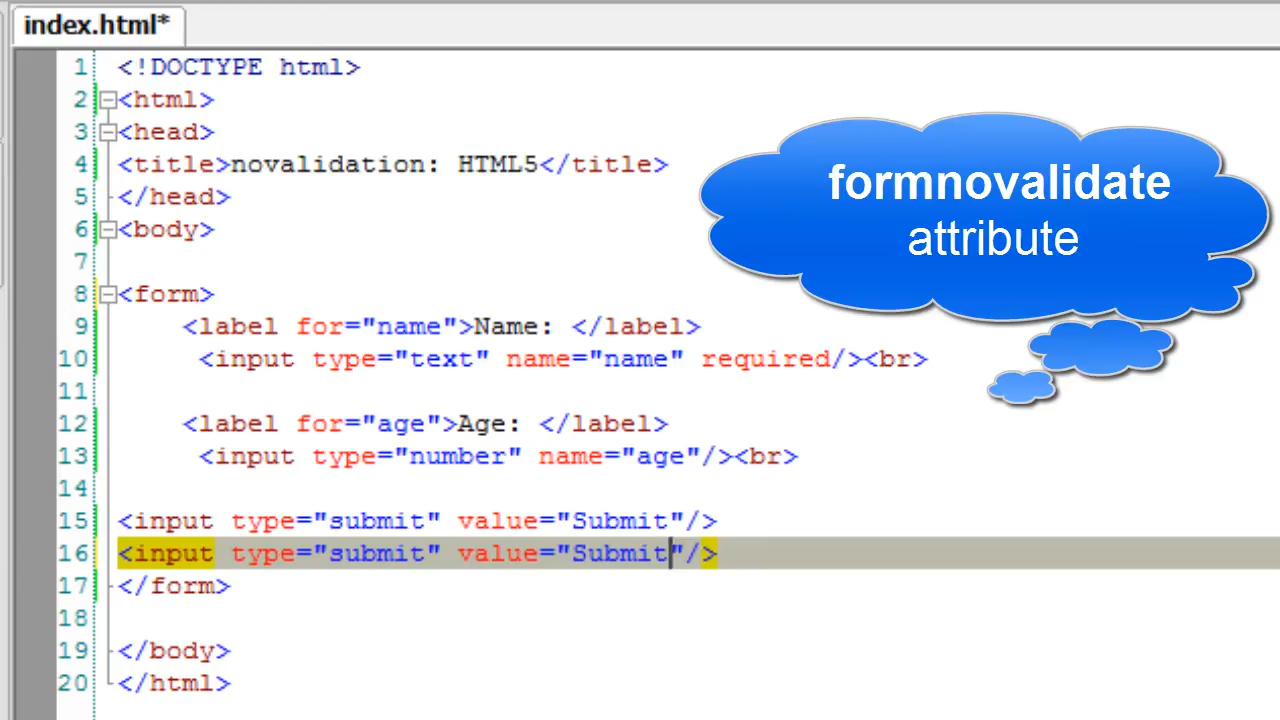 index.html*
1 <!DOCTYPE html>
2 <html>
3 <head>
4 <title>novalidation: HTML5</title>
5 </head>
6 <body>
7
8 <form>
9 <label for="name">Name: </label>
10 <input type="text" name="name" required/><br>
11
12 <label for="age">Age: </label>
13 <input type="number" name="age"/><br>
14
15 <input type="submit" value="Submit"/>
16 <input type="submit" value="Submit"/>
17 </form>
18
19 </body>
20 </html>
formnovalidate
attribute